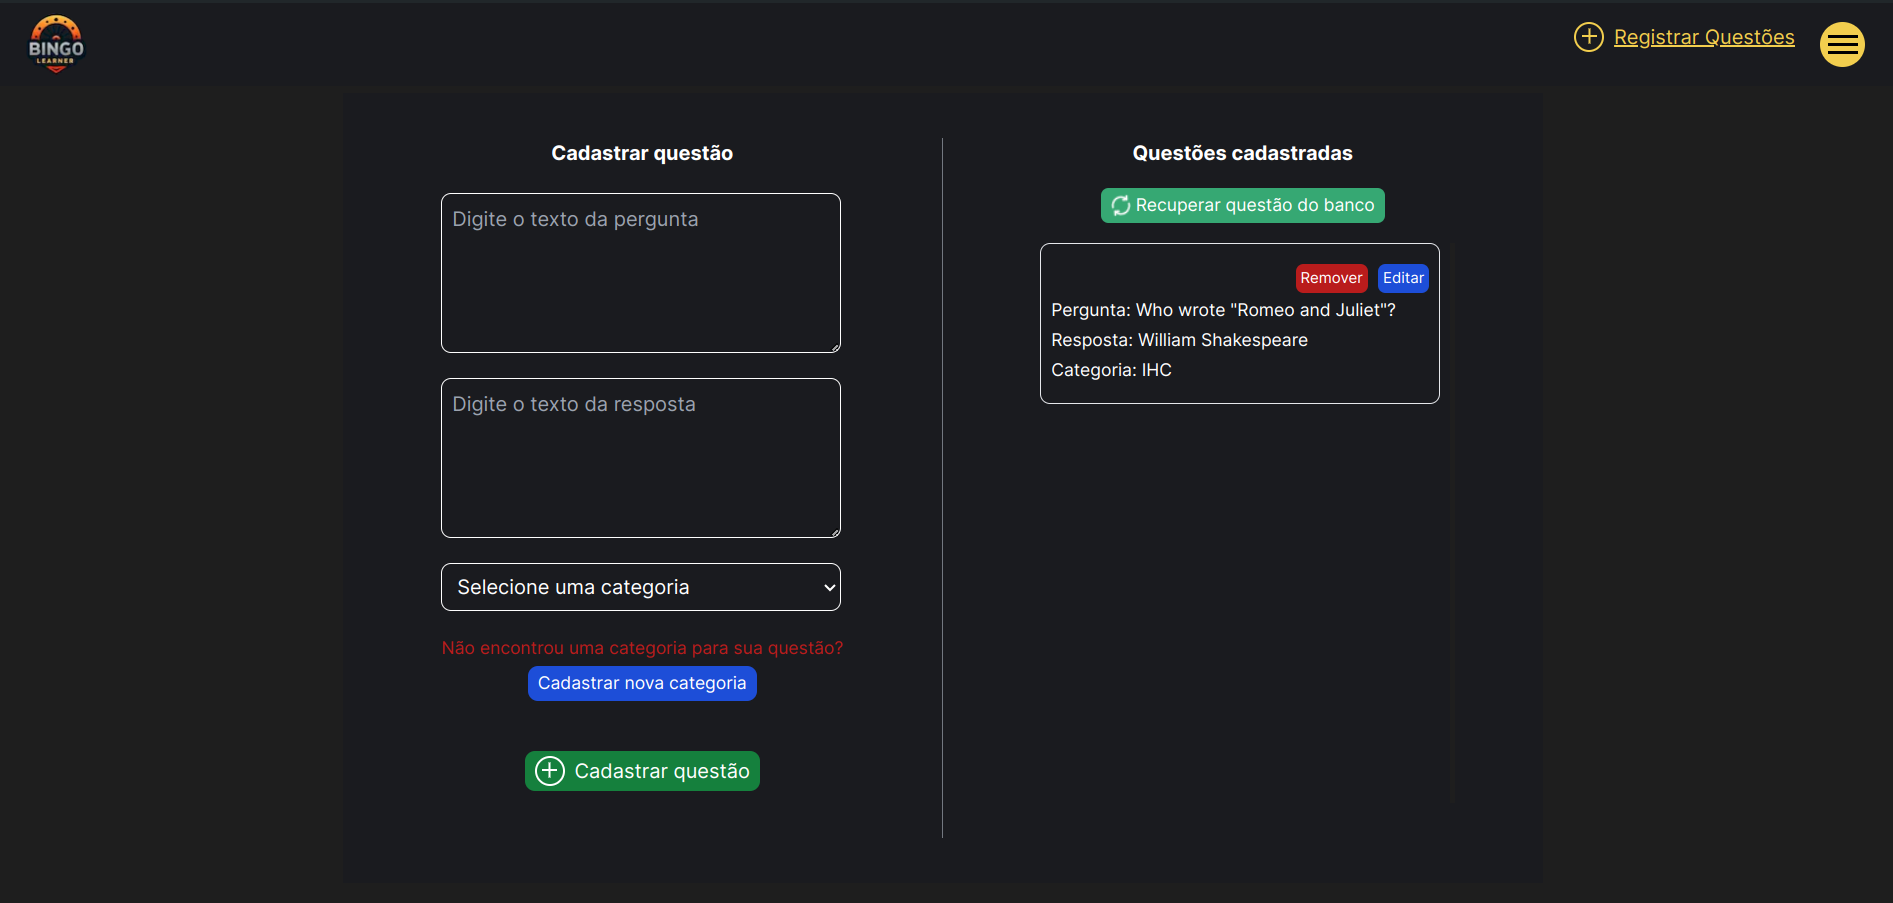 BINGO
LEARNER
Registrar Questões
Cadastrar questão
Digite o texto da pergunta
Digite o texto da resposta
Selecione uma categoria
Não encontrou uma categoria para sua questão?
Cadastrar nova categoria
Cadastrar questão
Questões cadastradas
Recuperar questão do banco
Remover Editar
Pergunta: Who wrote "Romeo and Juliet"?
Resposta: William Shakespeare
Categoria: IHC